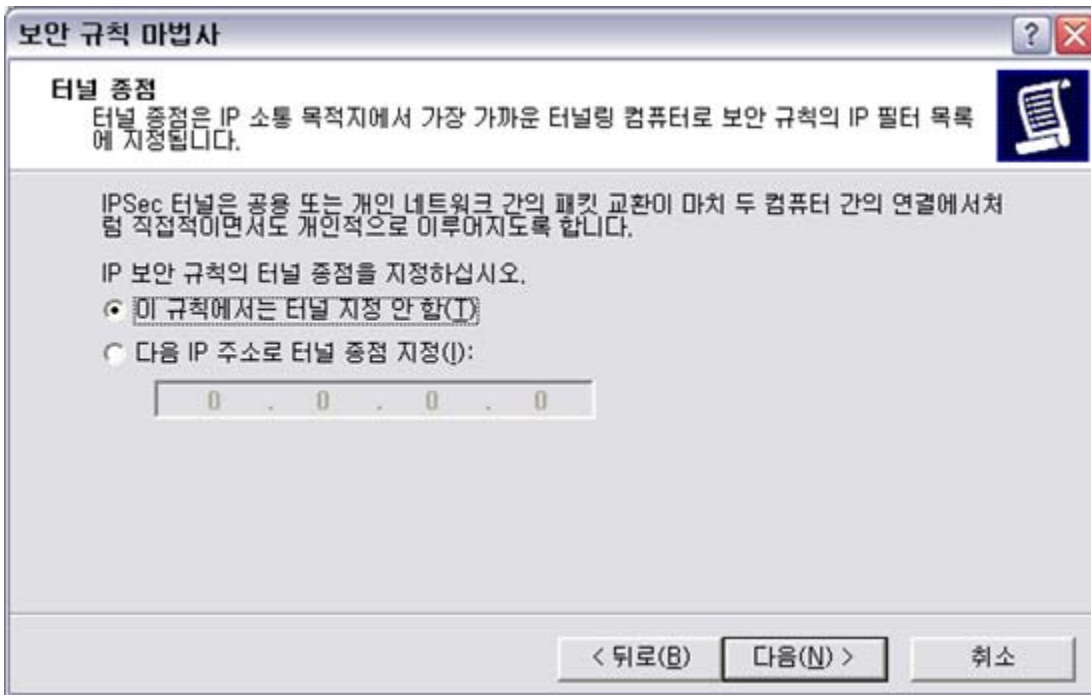 보안 규칙 마법사
터널 종점
터널 종점은 IP 소통 목적지에서 가장 가까운 터널링 컴퓨터로 보안 규칙의 IP 필터 목록
에 지정됩니다.
IPSec 터널은 공용 또는 개인 네트워크 간의 패킷 교환이 마치 두 컴퓨터 간의 연결에서처
럼 직접적이면서도 개인적으로 이루어지도록 합니다.
IP 보안 규칙의 터널 종점을 지정하십시오.
이 규칙에서는 터널 지정 안 함(T)
다음 IP 주소로 터널 종점 지정(I):
0 . 0 . 0 . 0
< 뒤로(B) 다음(N) > 취소